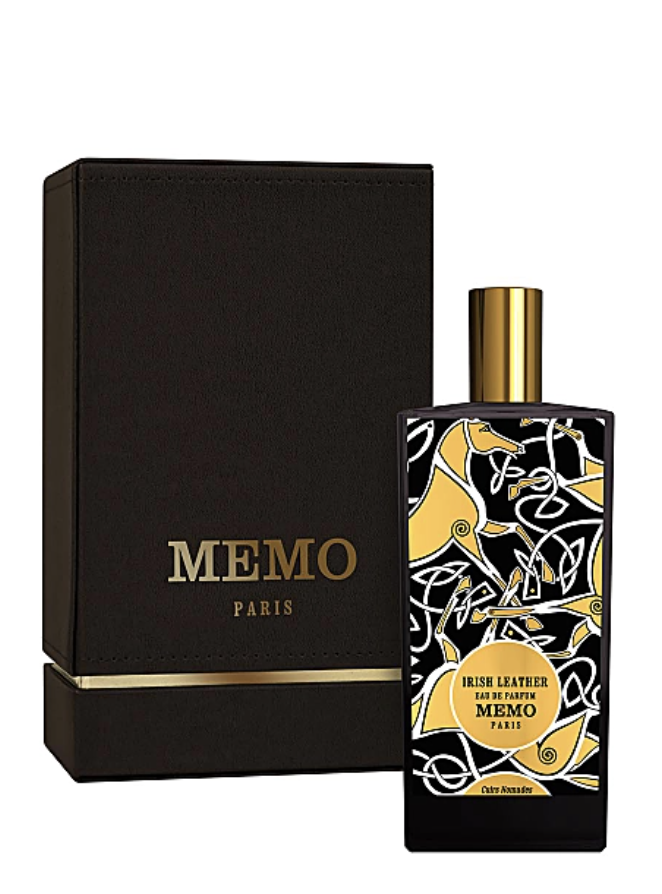 MEMO
PARIS
IRISH LEATHER
EAU DE PARFUM
MEMO
PARIS
Cuirs Nomades